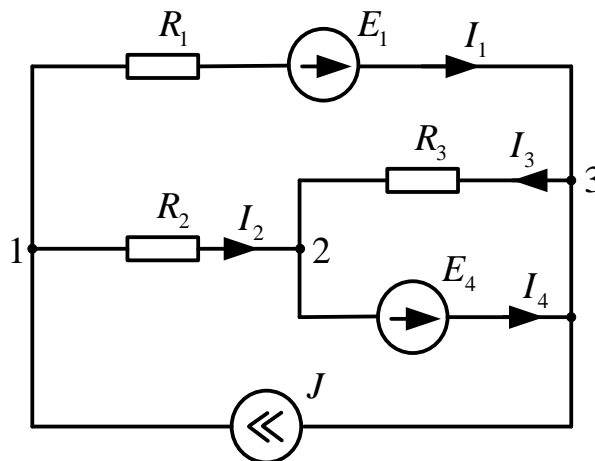 R₁
E₁
I₁
R₃
I₃
3
R₂
I₂
1
2
E₄
I₄
J